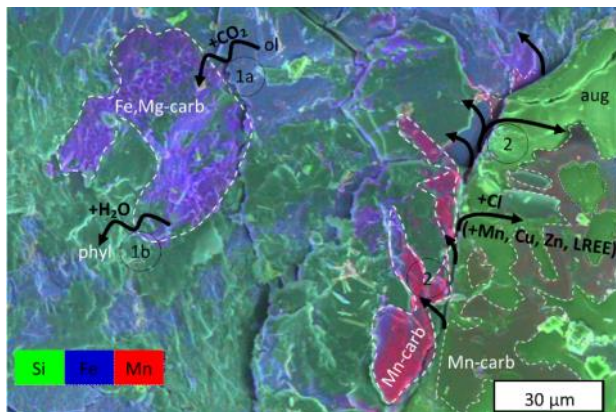 +CO₂
ol
1a
Fe,Mg-carb
aug
2
+H₂O
+Cl
(+Mn, Cu, Zn, LREE)
phyl
1b
2
Mn-carb
Mn-carb
Si Fe Mn
30 μm